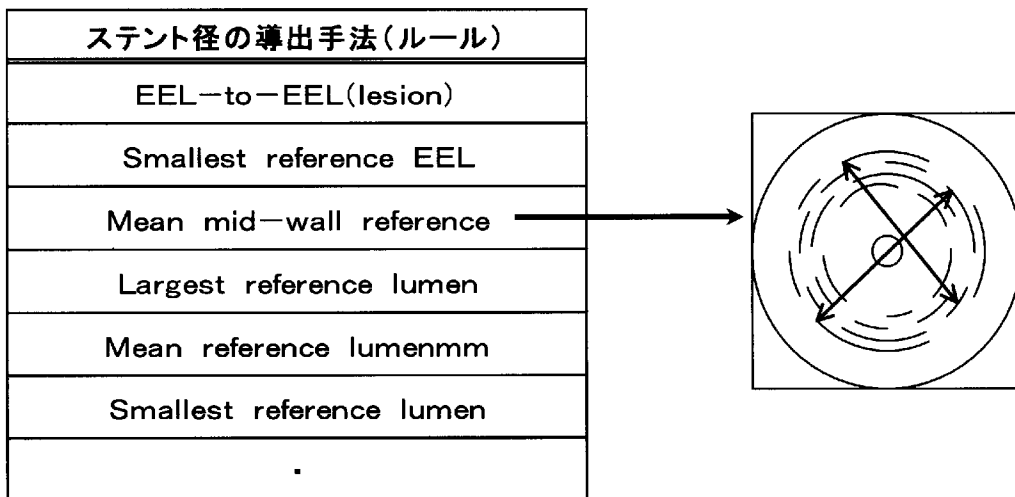 ステント径の導出手法(ルール)
EEL-to-EEL(lesion)
Smallest reference EEL
Mean mid-wall reference
Largest reference lumen
Mean reference lumenmm
Smallest reference lumen
・